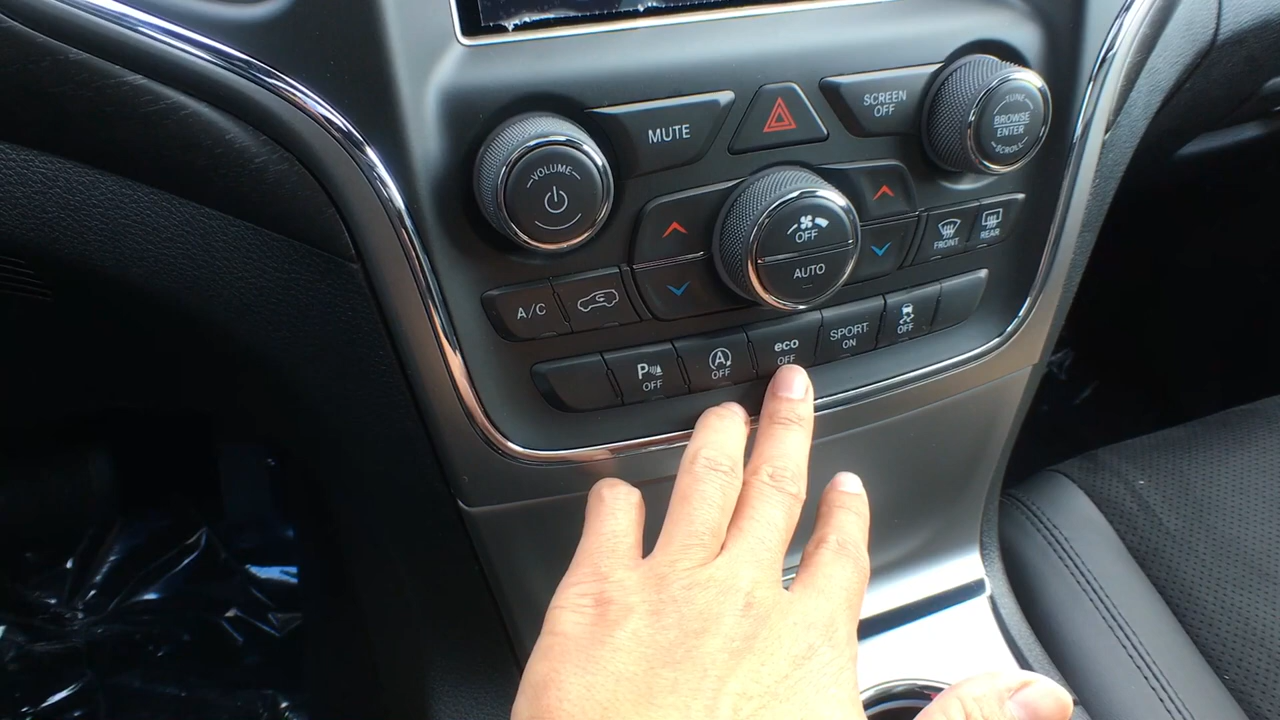 MUTE
SCREEN
OFF
TUNE
BROWSE
ENTER
SCROLL
VOLUME
OFF
AUTO
FRONT
REAR
A/C
P
OFF
A
OFF
eco
OFF
SPORT
ON
OFF